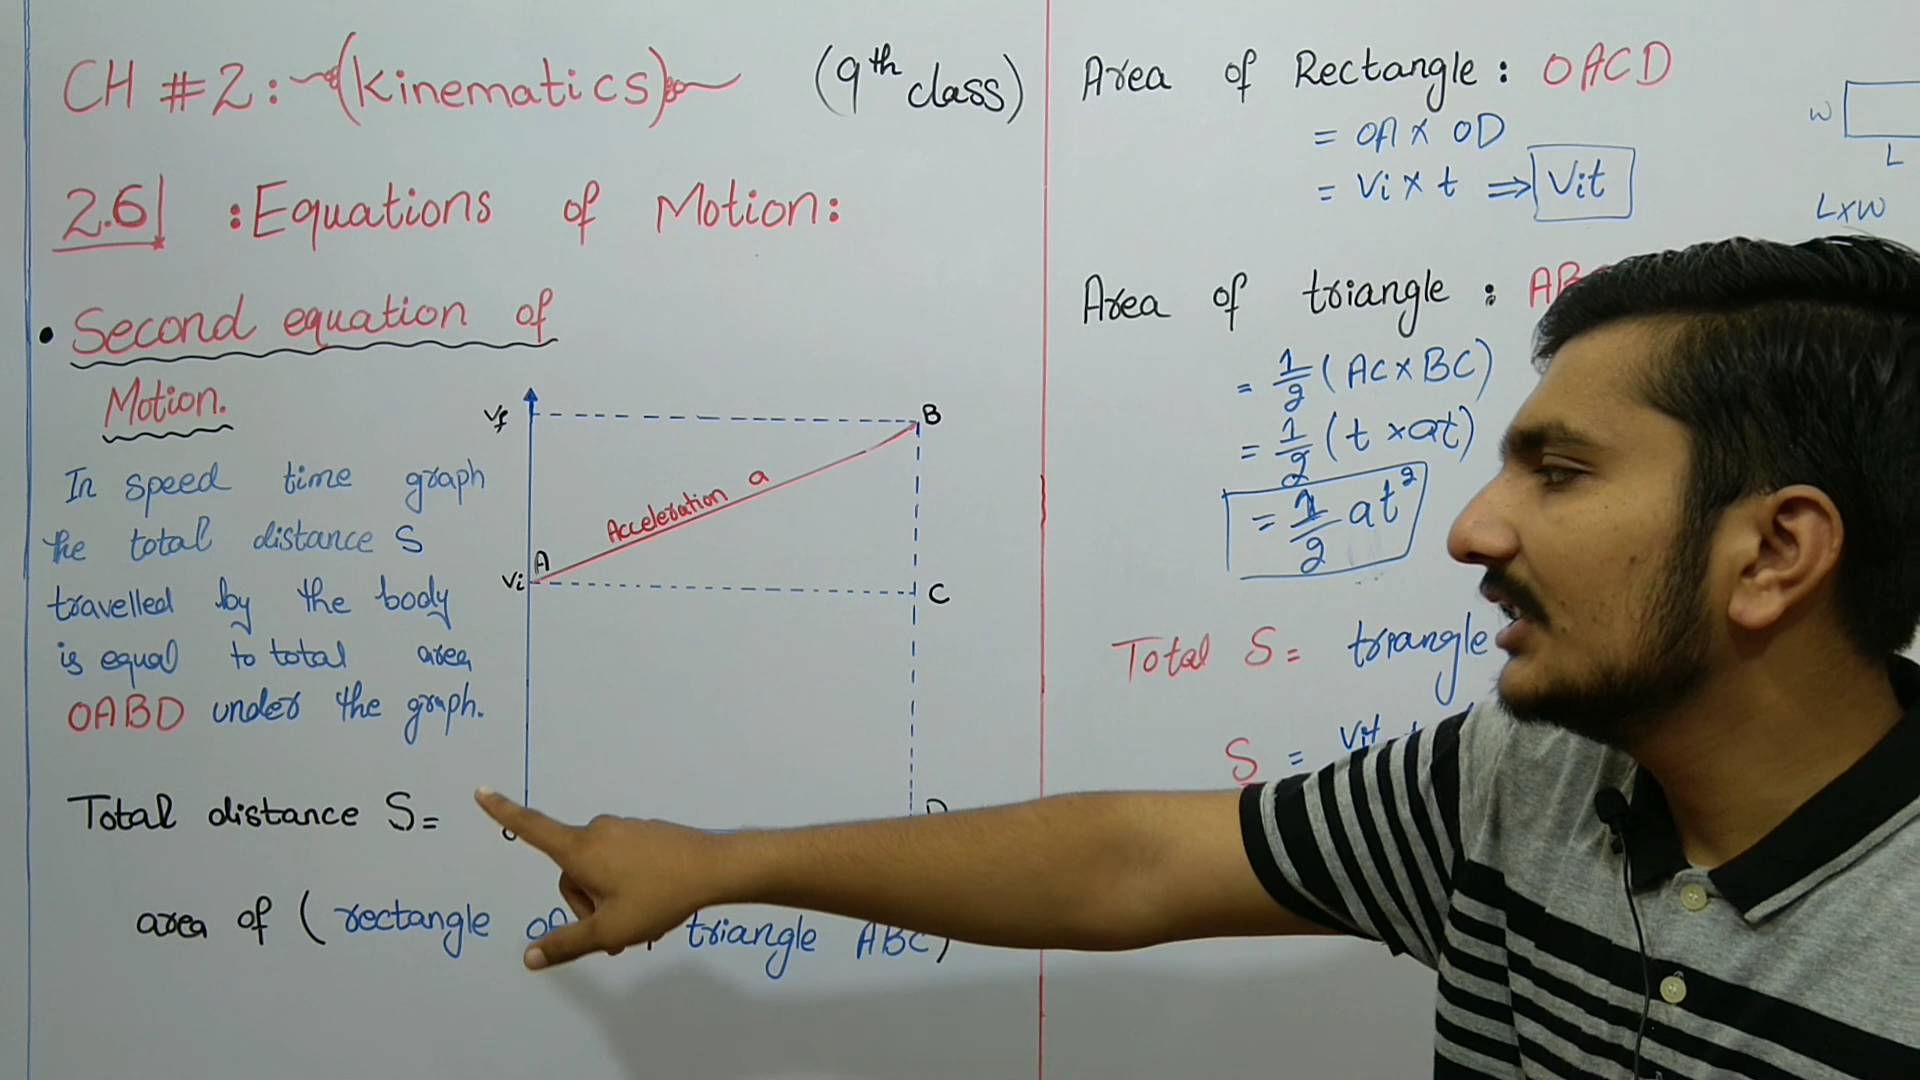 CH #2: (Kinematics) (9th class)
2.6 : Equations of Motion:
• Second equation of
Motion.
In speed time graph
he total distance S
travelled by the body
is equal to total area
OABD under the graph.
Total distance S=
area of ( rectangle triangle ABC)
Vf
B
Acceleration a
A
Vi
C
D
Area of Rectangle : OACD
= OA × OD
= Vi × t ⇒ Vit
W
L
L×W
Area of triangle :
= 1/2 (AC × BC)
= 1/2 (t × at)
= 1/2 at²
Total S = triangle
S = Vit